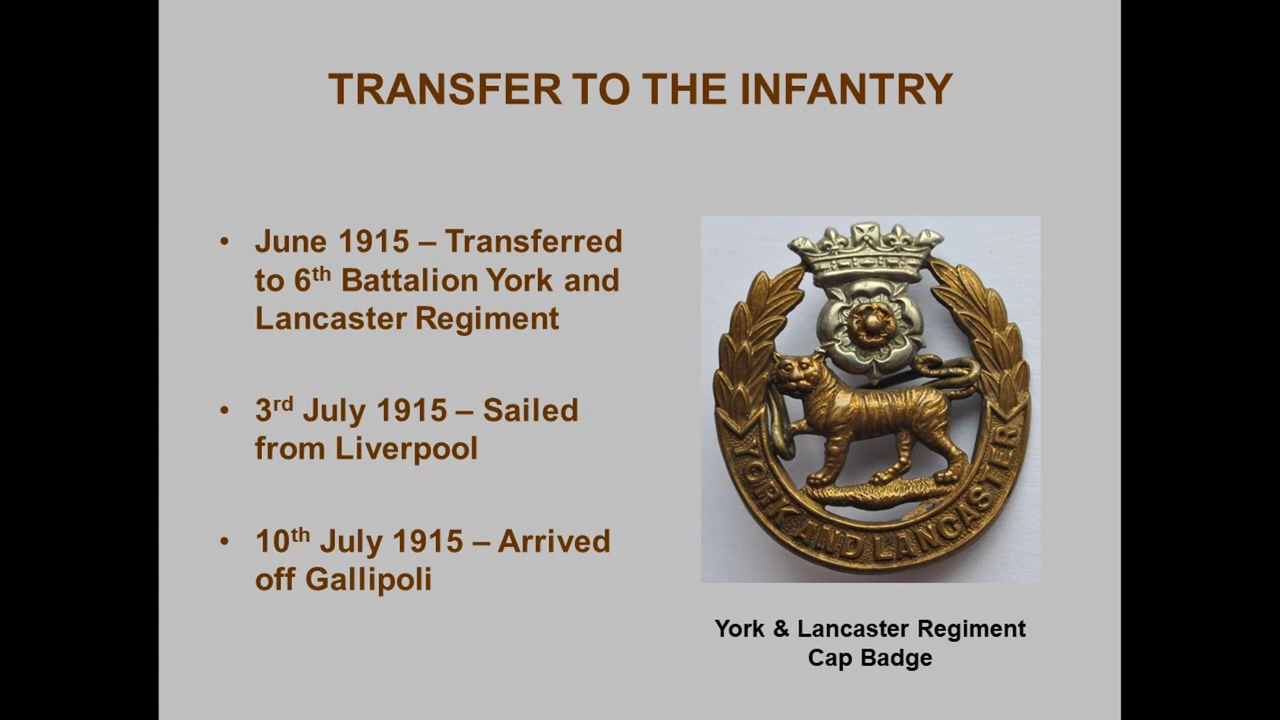 TRANSFER TO THE INFANTRY
• June 1915 – Transferred
to 6th Battalion York and
Lancaster Regiment
• 3rd July 1915 – Sailed
from Liverpool
• 10th July 1915 – Arrived
off Gallipoli
YORK AND LANCASTER
York & Lancaster Regiment
Cap Badge